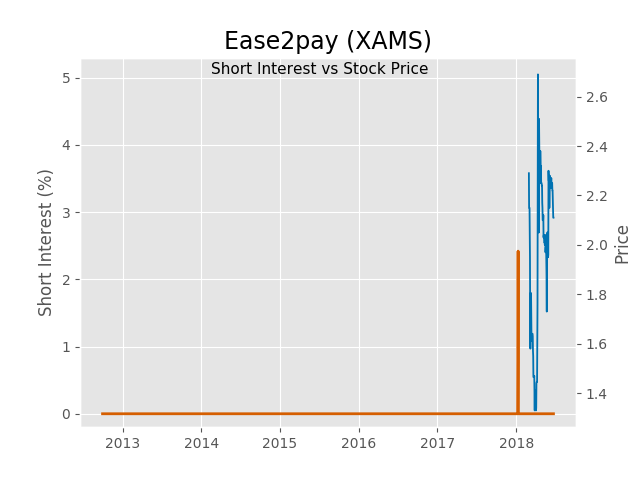 Ease2pay (XAMS)
Short Interest vs Stock Price
Short Interest (%)
5
4
3
2
1
0
2.6
2.4
2.2
2.0
1.8
1.6
1.4
Price
2013 2014 2015 2016 2017 2018